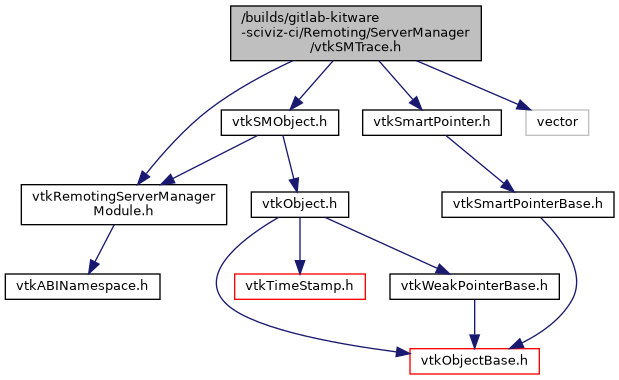 /builds/gitlab-kitware
-sciviz-ci/Remoting/ServerManager
/vtkSMTrace.h
vtkSMObject.h
vtkSmartPointer.h
vector
vtkRemotingServerManager
Module.h
vtkObject.h
vtkSmartPointerBase.h
vtkABINamespace.h
vtkTimeStamp.h
vtkWeakPointerBase.h
vtkObjectBase.h